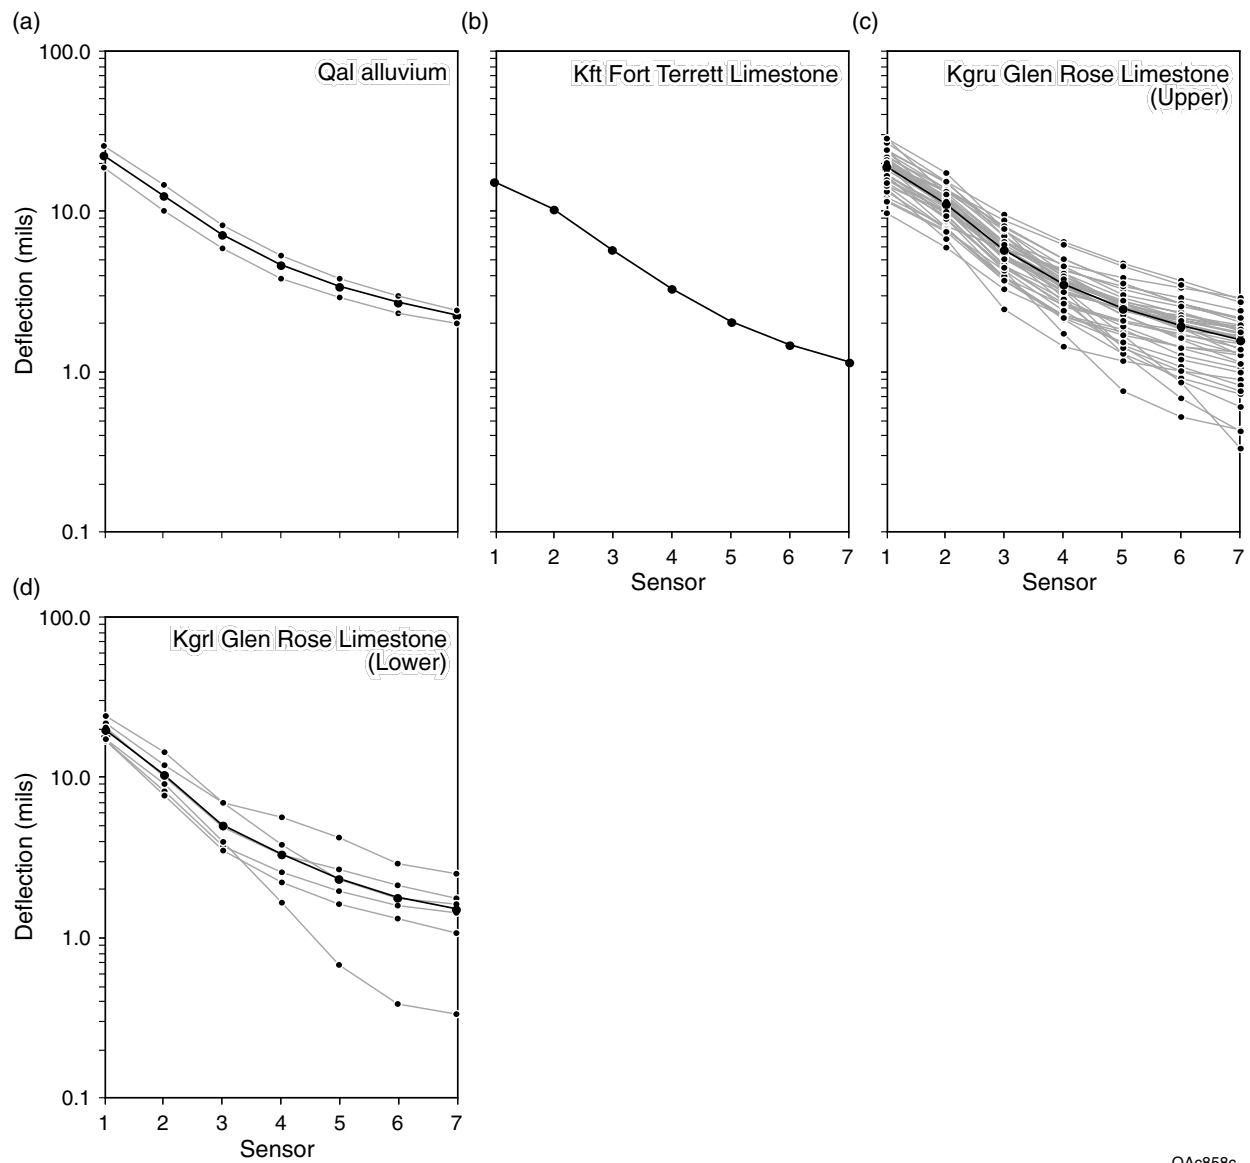 (a)
Qal alluvium
100.0
10.0
1.0
0.1
Deflection (mils)
(b)
Kft Fort Terrett Limestone
1 2 3 4 5 6 7
Sensor
(c)
Kgru Glen Rose Limestone
(Upper)
1 2 3 4 5 6 7
Sensor
(d)
Kgrl Glen Rose Limestone
(Lower)
100.0
10.0
1.0
0.1
Deflection (mils)
1 2 3 4 5 6 7
Sensor